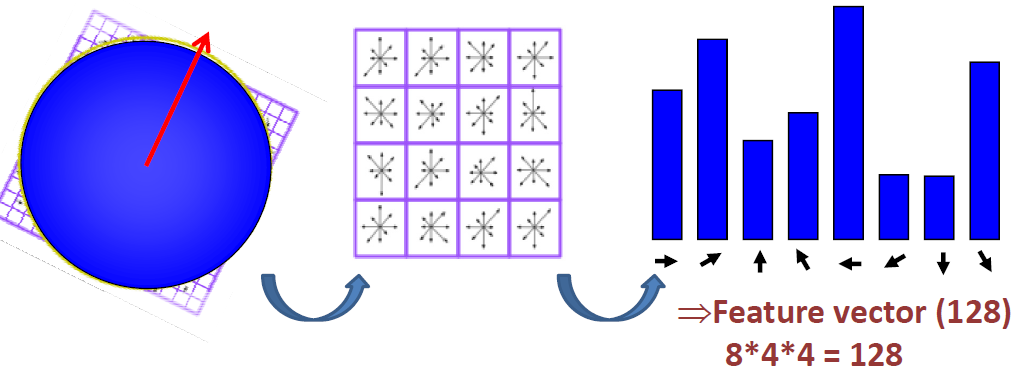 ⇒Feature vector (128)
8*4*4 = 128